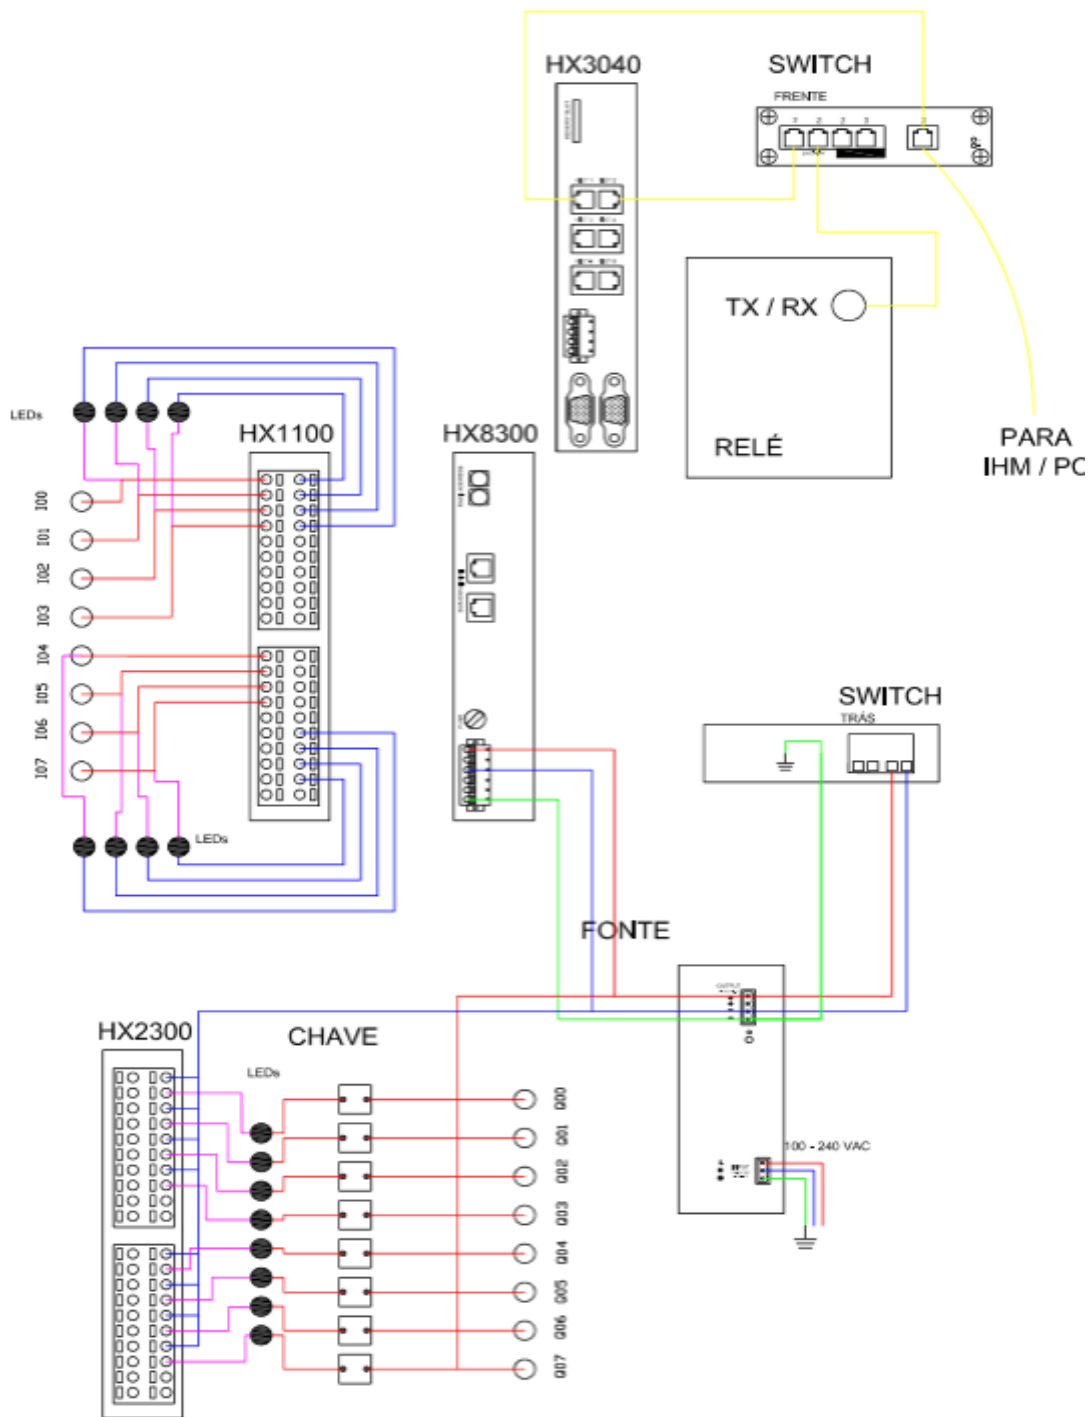 HX3040
SWITCH
FRENTE
TX / RX
RELÉ
PARA
IHM / PC
LEDs
HX1100
HX8300
I00
I01
I02
I03
I04
I05
I06
I07
LEDs
SWITCH
TRÁS
FONTE
OUTPUT
100 - 240 VAC
HX2300
CHAVE
LEDs
Q00
Q01
Q02
Q03
Q04
Q05
Q06
Q07